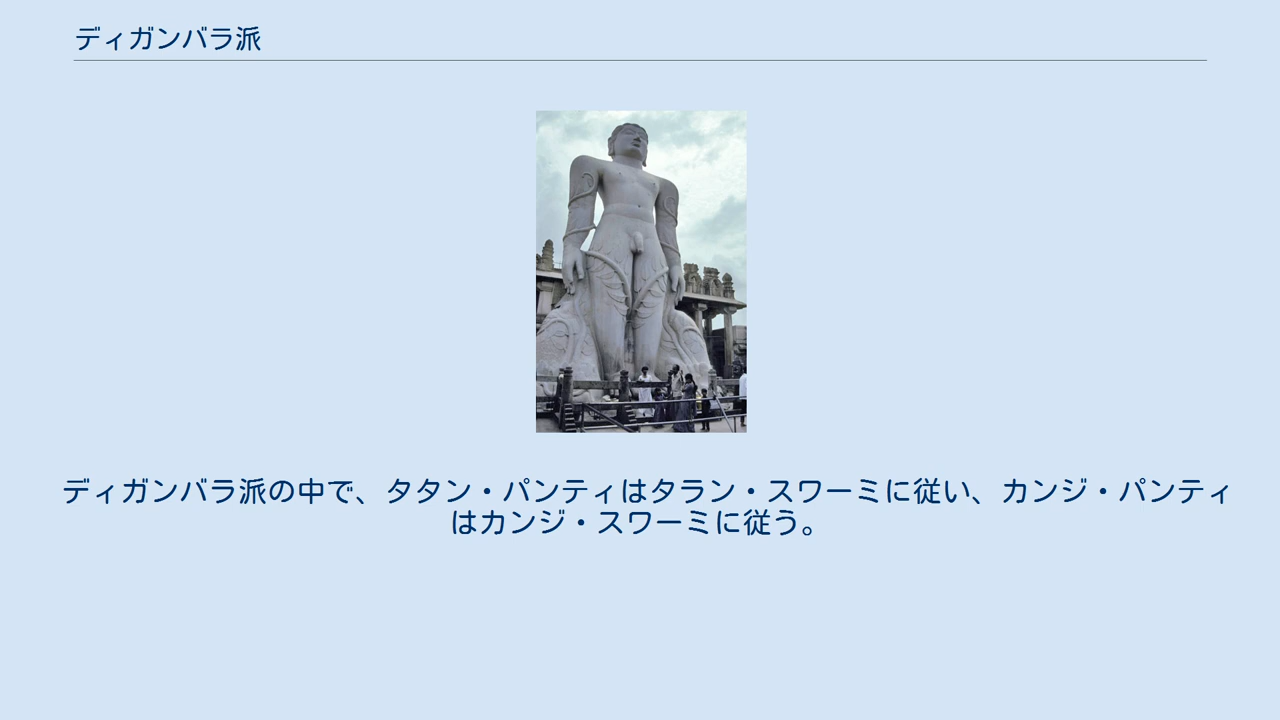 ディガンバラ派
ディガンバラ派の中で、タタン・パンティはタラン・スワーミに従い、カンジ・パンティ
はカンジ・スワーミに従う。